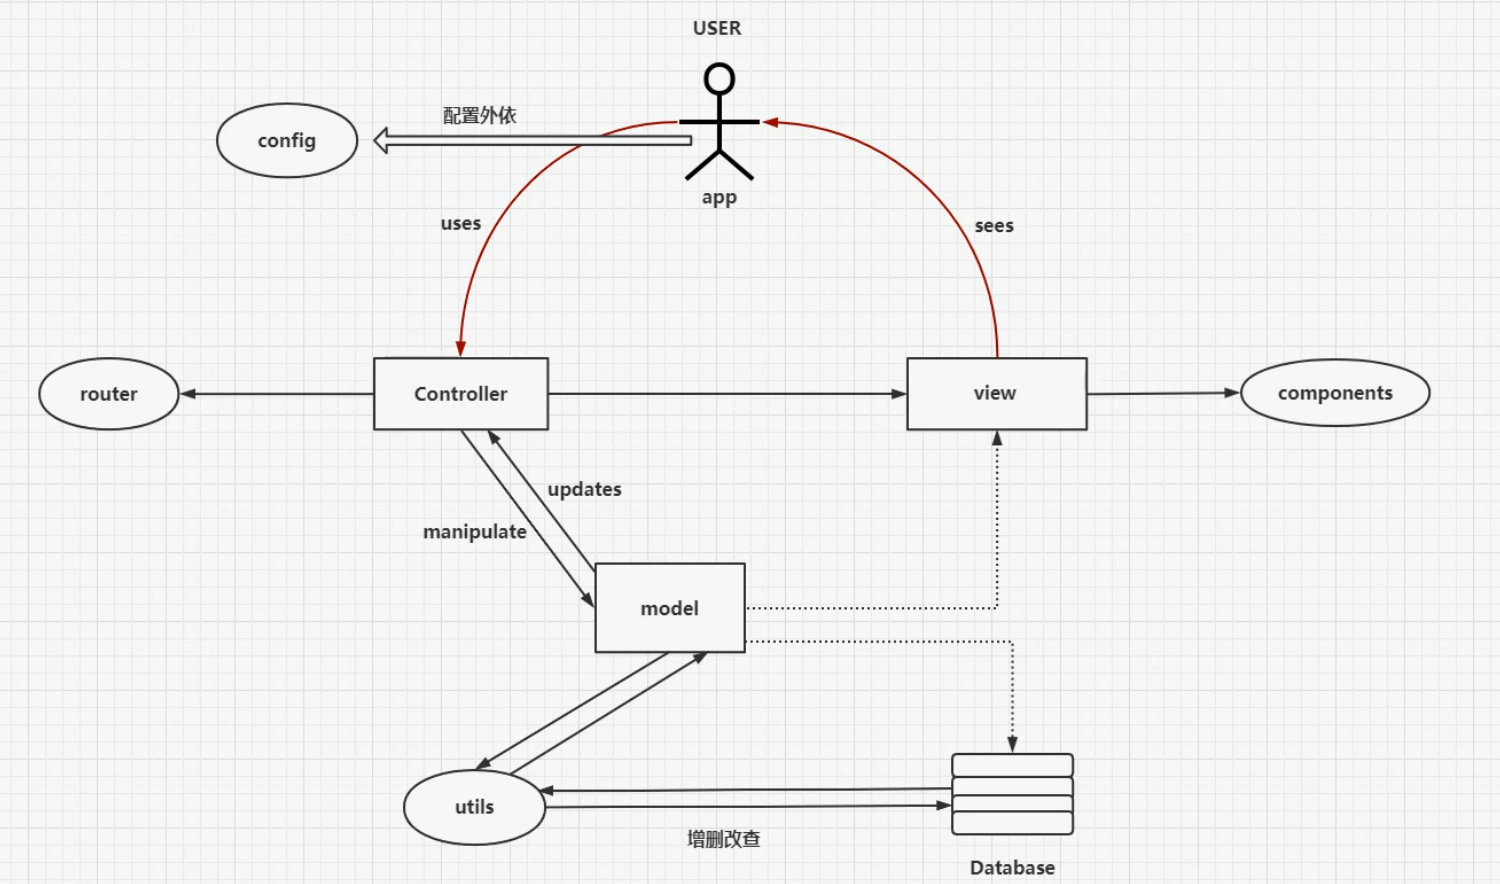 USER
配置外依
config
app
uses
sees
router
Controller
view
components
updates
manipulate
model
utils
增删改查
Database